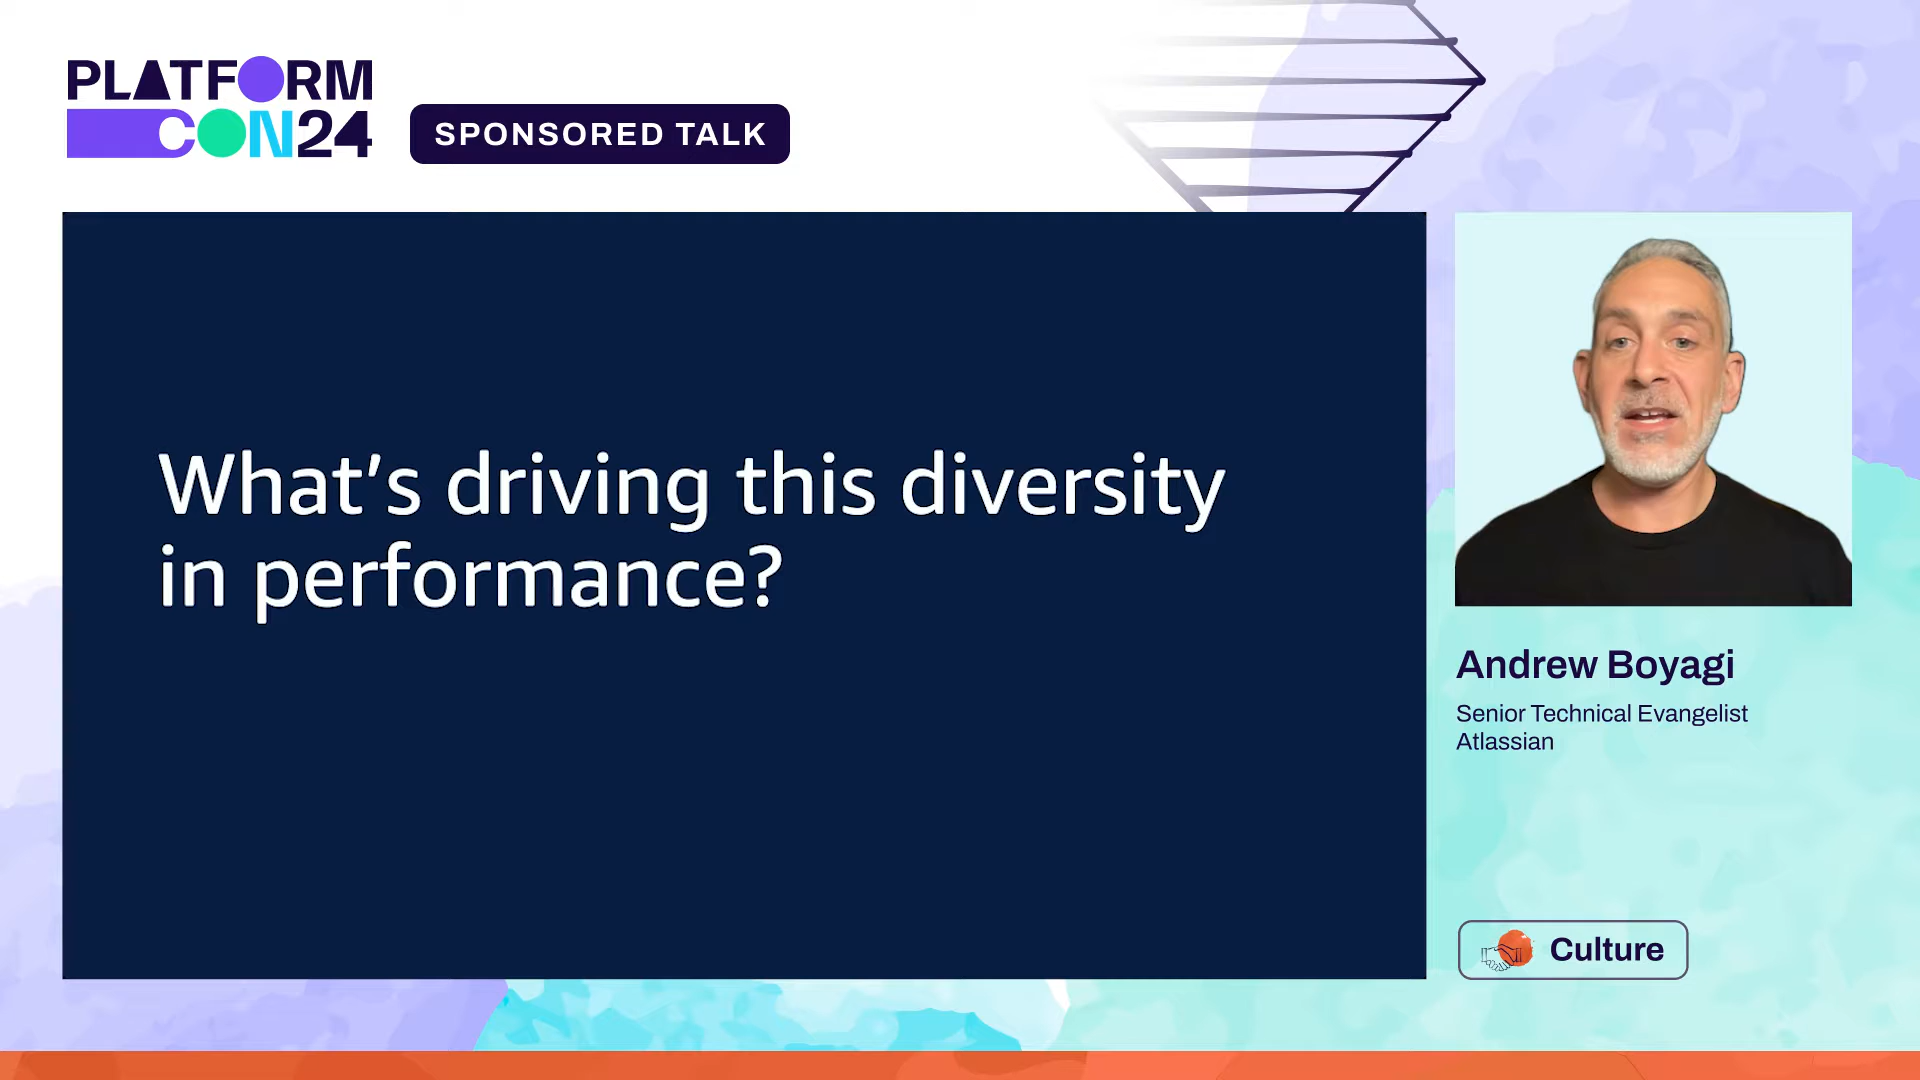 PLATFORM
CON24
SPONSORED TALK
What's driving this diversity
in performance?
Andrew Boyagi
Senior Technical Evangelist
Atlassian
Culture